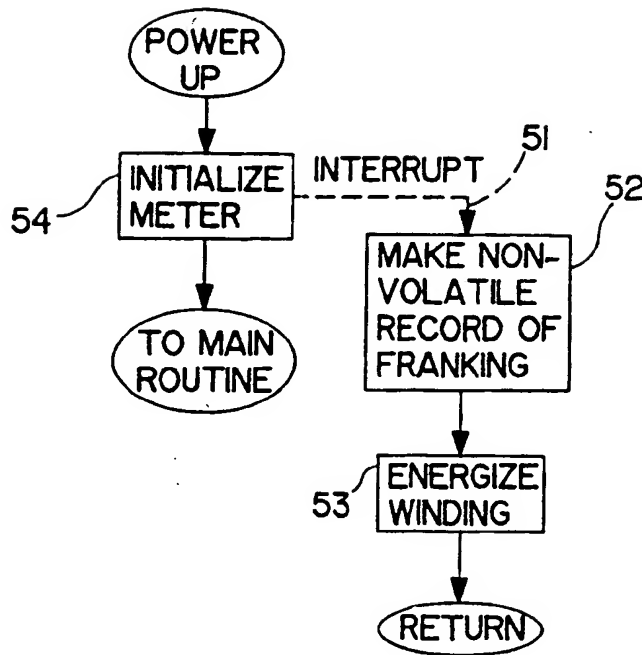 POWER
UP
INTERRUPT
51
54
INITIALIZE
METER
52
MAKE NON-
VOLATILE
RECORD OF
FRANKING
TO MAIN
ROUTINE
53
ENERGIZE
WINDING
RETURN